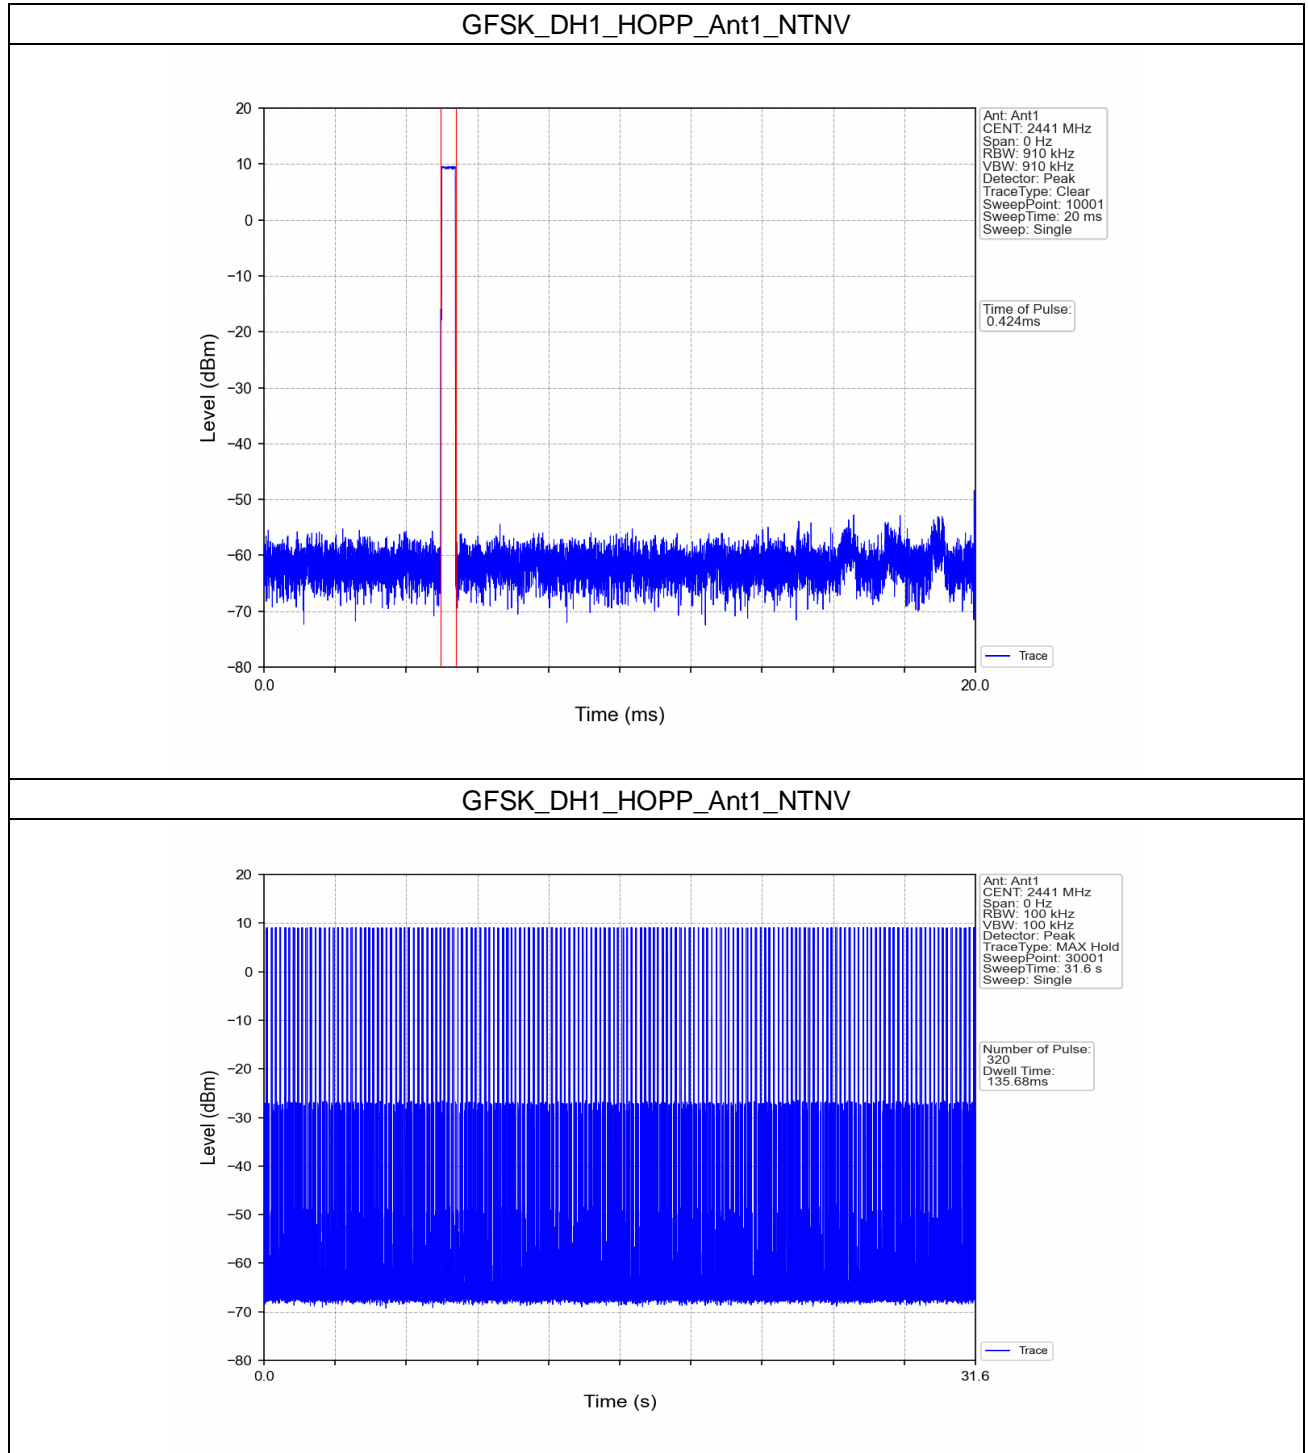 GFSK_DH1_HOPP_Ant1_NTNV
20
10
0
−10
−20
−30
−40
−50
−60
−70
−80
Level (dBm)
0.0
20.0
Time (ms)
Ant: Ant1
CENT: 2441 MHz
Span: 0 Hz
RBW: 910 kHz
VBW: 910 kHz
Detector: Peak
TraceType: Clear
SweepPoint: 10001
SweepTime: 20 ms
Sweep: Single
Time of Pulse:
0.424ms
Trace
GFSK_DH1_HOPP_Ant1_NTNV
20
10
0
−10
−20
−30
−40
−50
−60
−70
−80
Level (dBm)
0.0
31.6
Time (s)
Ant: Ant1
CENT: 2441 MHz
Span: 0 Hz
RBW: 100 kHz
VBW: 100 kHz
Detector: Peak
TraceType: MAX Hold
SweepPoint: 30001
SweepTime: 31.6 s
Sweep: Single
Number of Pulse:
320
Dwell Time:
135.68ms
Trace